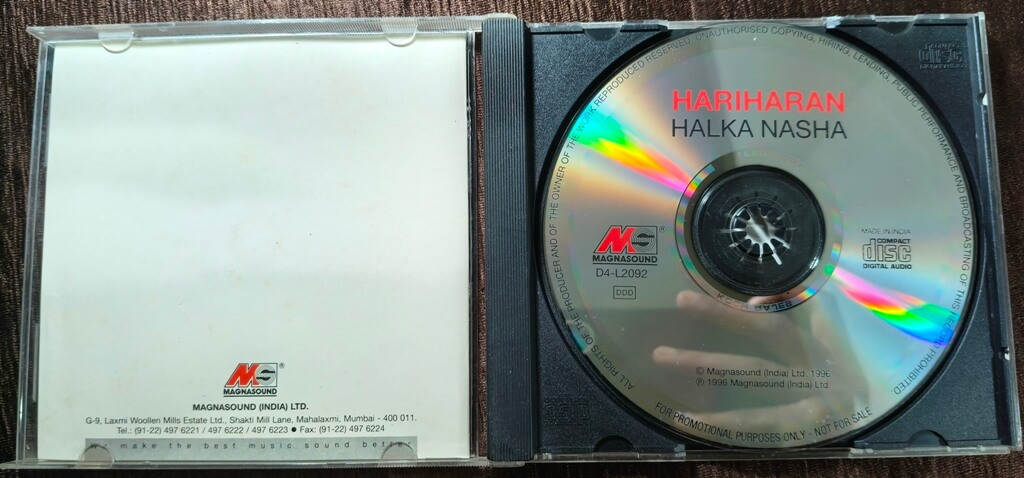 MS®
MAGNASOUND
MAGNASOUND (INDIA) LTD.
G-9, Laxmi Woollen Mills Estate Ltd., Shakti Mill Lane, Mahalaxmi, Mumbai - 400 011.
Tel.: (91-22) 497 6221 / 497 6222 / 497 6223 ● Fax: (91-22) 497 6224
make the best music sound better
ALL RIGHTS OF THE PRODUCER AND OF THE OWNER OF THE WORK REPRODUCED RESERVED. UNAUTHORISED COPYING, HIRING, LENDING, PUBLIC PERFORMANCE AND BROADCASTING OF THIS RECORD PROHIBITED.
HARIHARAN
HALKA NASHA
MS®
MAGNASOUND
D4-L2092
DDD
MADE IN INDIA
COMPACT
disc
DIGITAL AUDIO
© Magnasound (India) Ltd. 1996
℗ 1996 Magnasound (India) Ltd.
FOR PROMOTIONAL PURPOSES ONLY - NOT FOR SALE